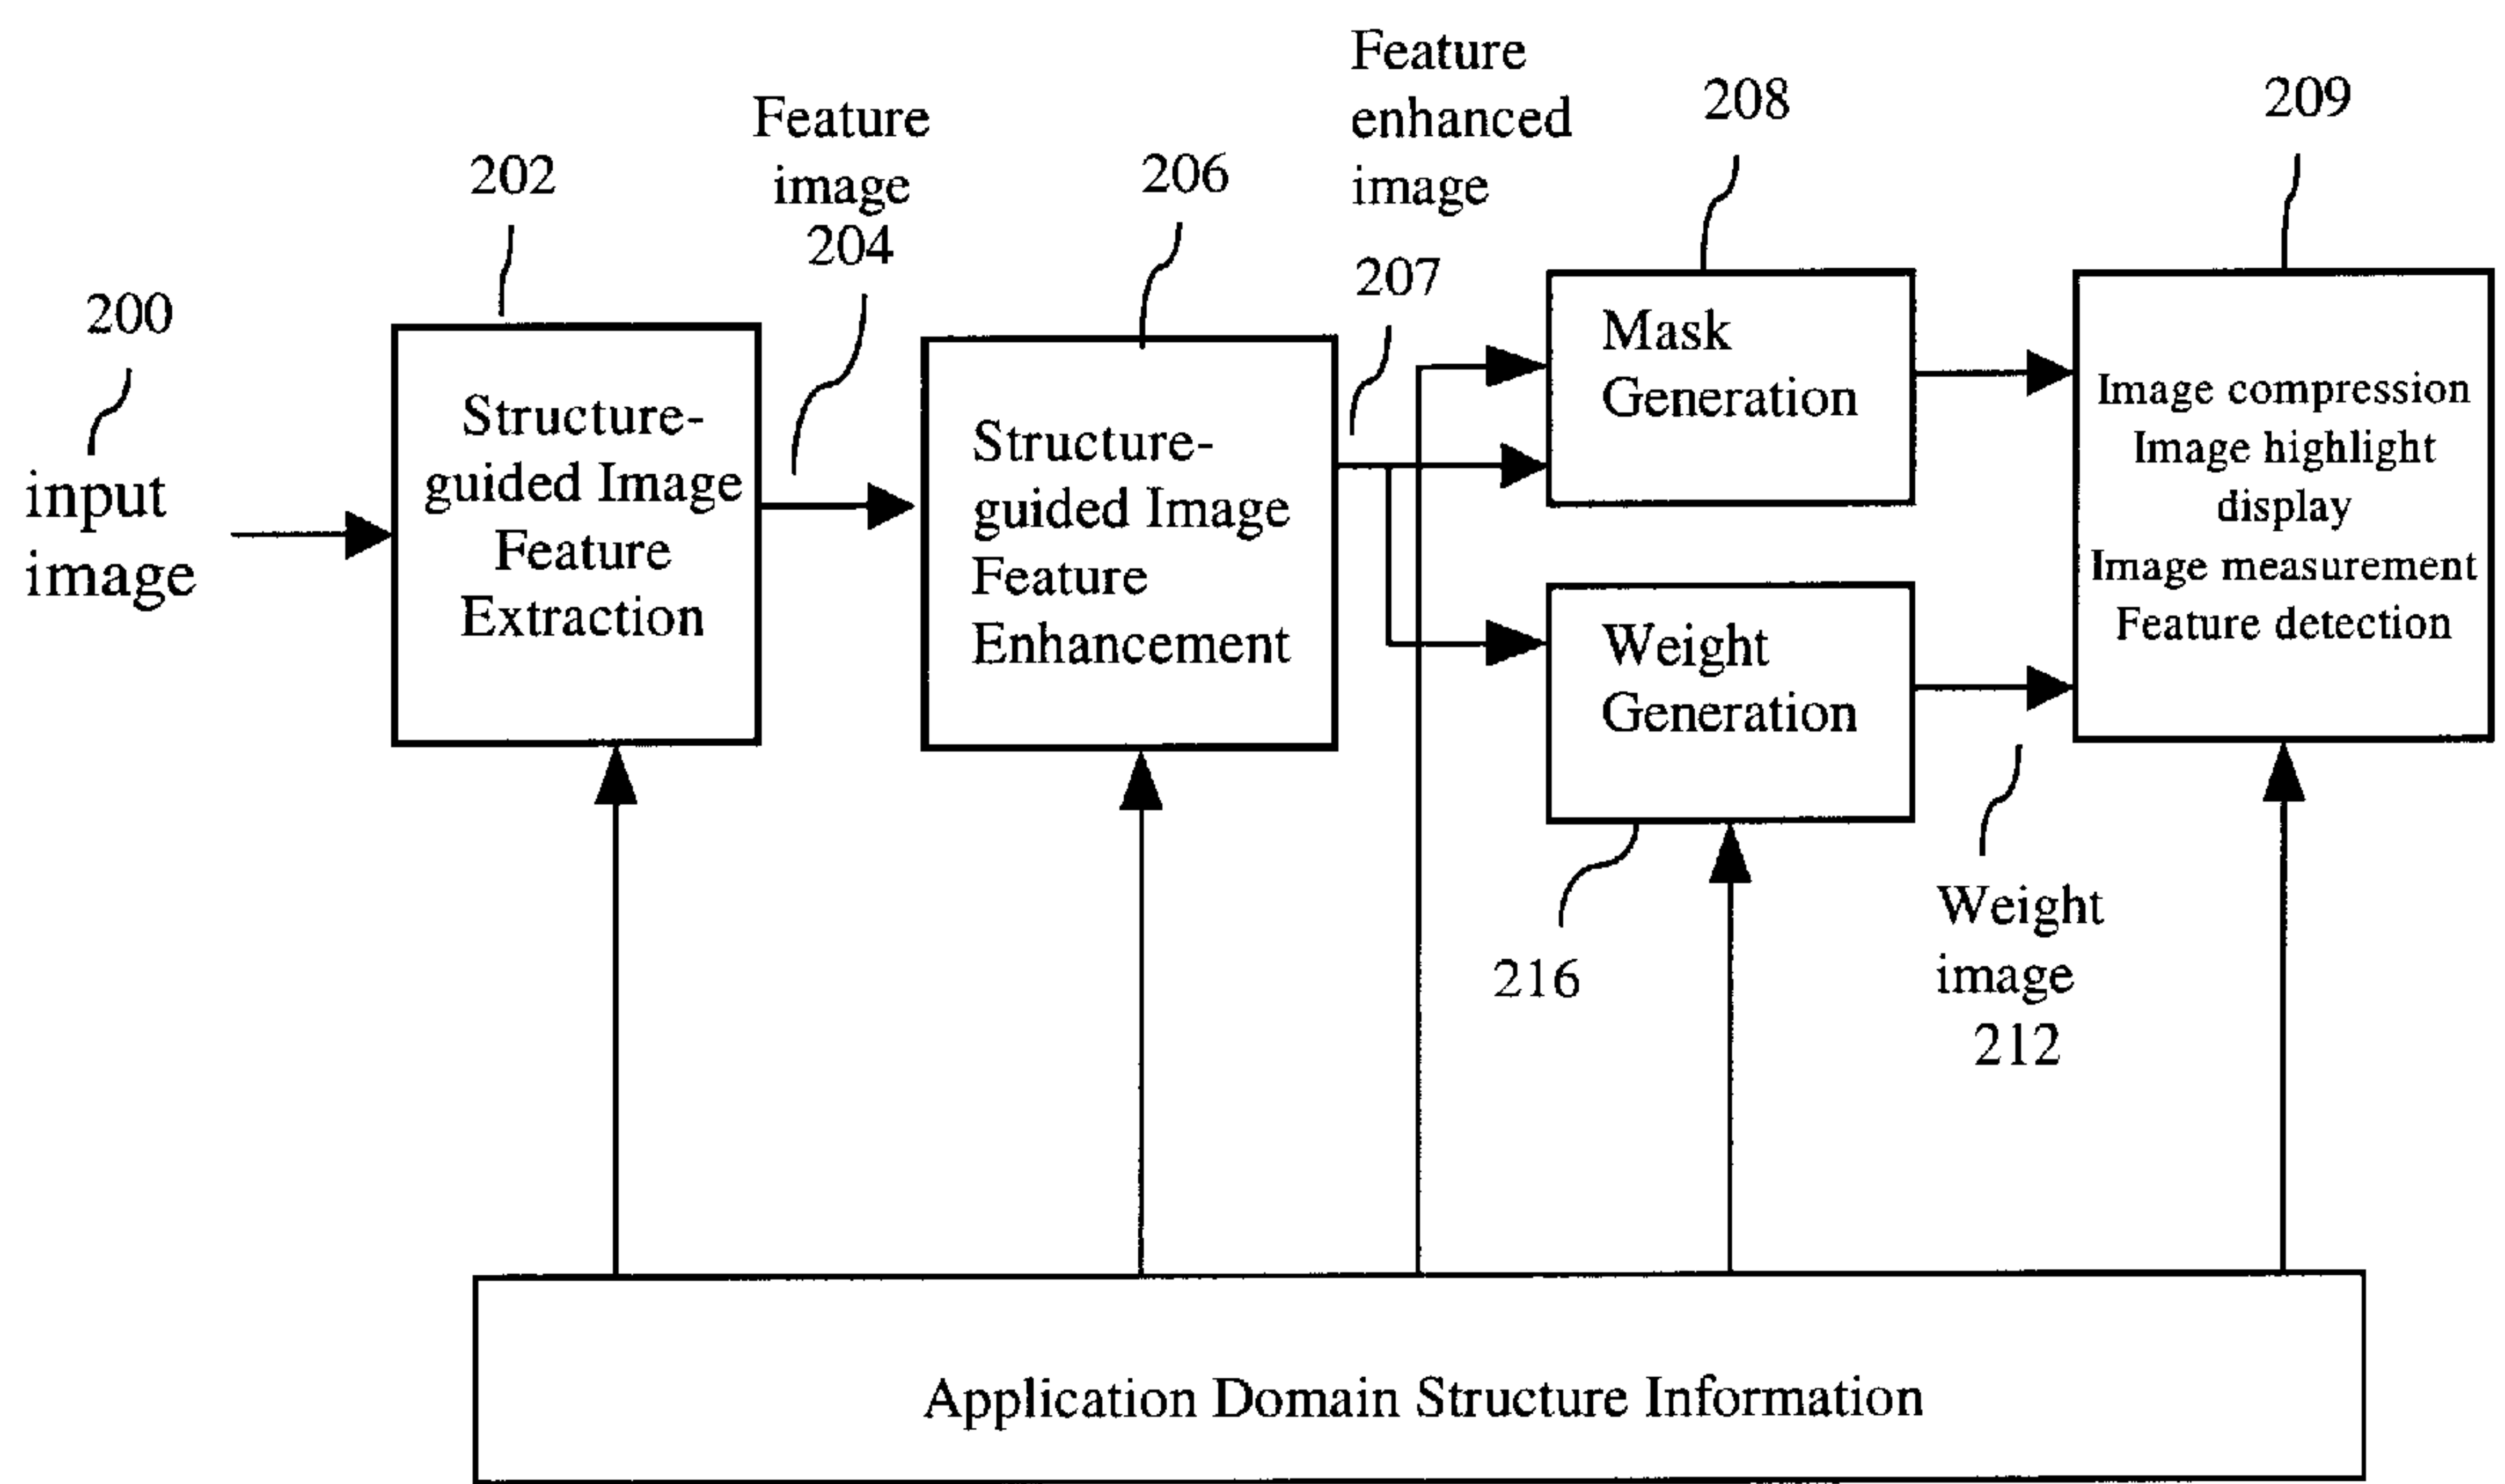 200
input
image
202
Structure-
guided Image
Feature
Extraction
Feature
image
204
206
Structure-
guided Image
Feature
Enhancement
Feature
enhanced
image
207
208
Mask
Generation
Weight
Generation
216
209
Image compression
Image highlight
display
Image measurement
Feature detection
Weight
image
212
Application Domain Structure Information